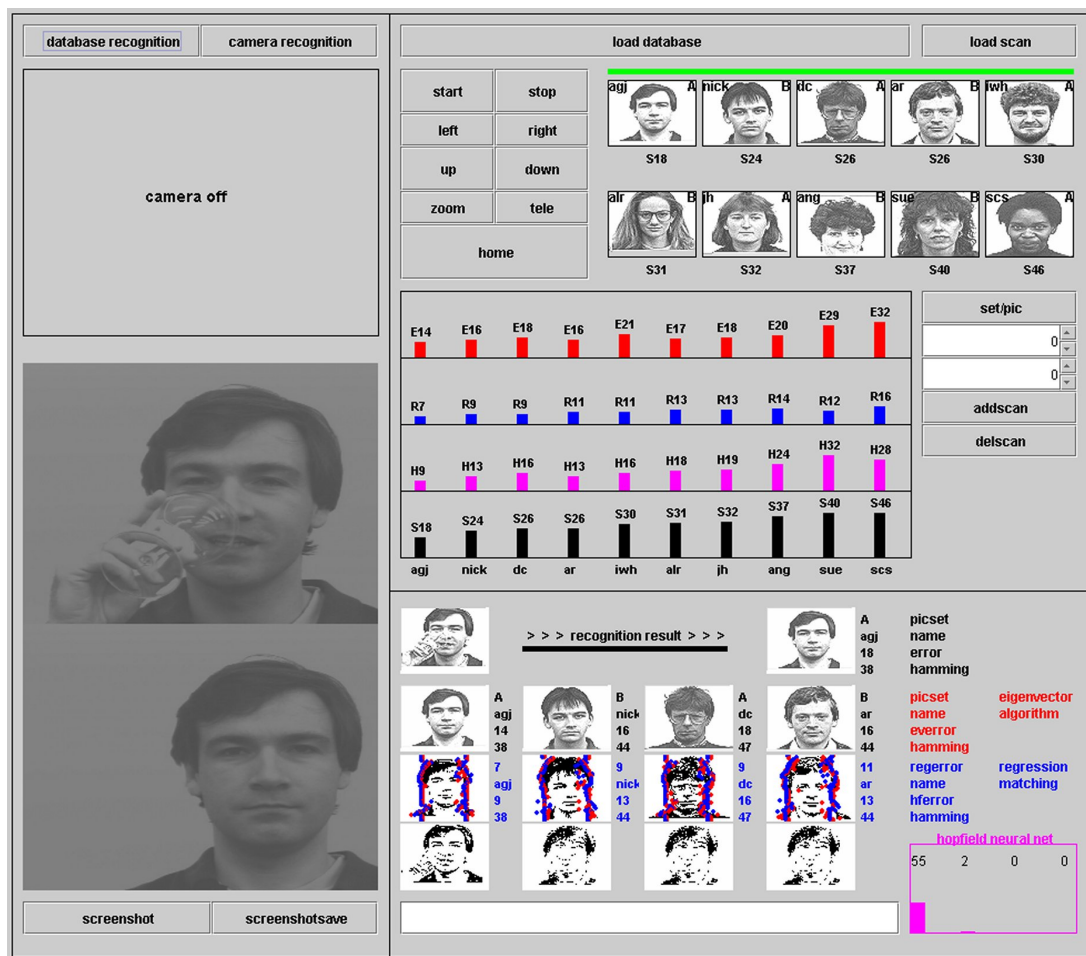 database recognition camera recognition load database load scan
camera off
start stop
left right
up down
zoom tele
home
agj A nick B dc A ar B iwh A
S18 S24 S26 S26 S30
alr B jh A ang B sue B scs A
S31 S32 S37 S40 S46
E14 E16 E18 E16 E21 E17 E18 E20 E29 E32
R7 R9 R9 R11 R11 R13 R13 R14 R12 R16
H9 H13 H16 H13 H16 H18 H19 H24 H32 H28
S18 S24 S26 S26 S30 S31 S32 S37 S40 S46
agj nick dc ar iwh alr jh ang sue scs
set/pic
0
0
addscan
delscan
> > > recognition result > > >
A picset
agj name
18 error
38 hamming
A B A B picset eigenvector
agj nick dc ar name algorithm
14 16 18 16 everror
38 44 47 44 hamming
7 9 9 11 regerror regression
agj nick dc ar name matching
9 13 16 13 hferror
38 44 47 44 hamming
hopfield neural net
55 2 0 0
screenshot screenshotsave